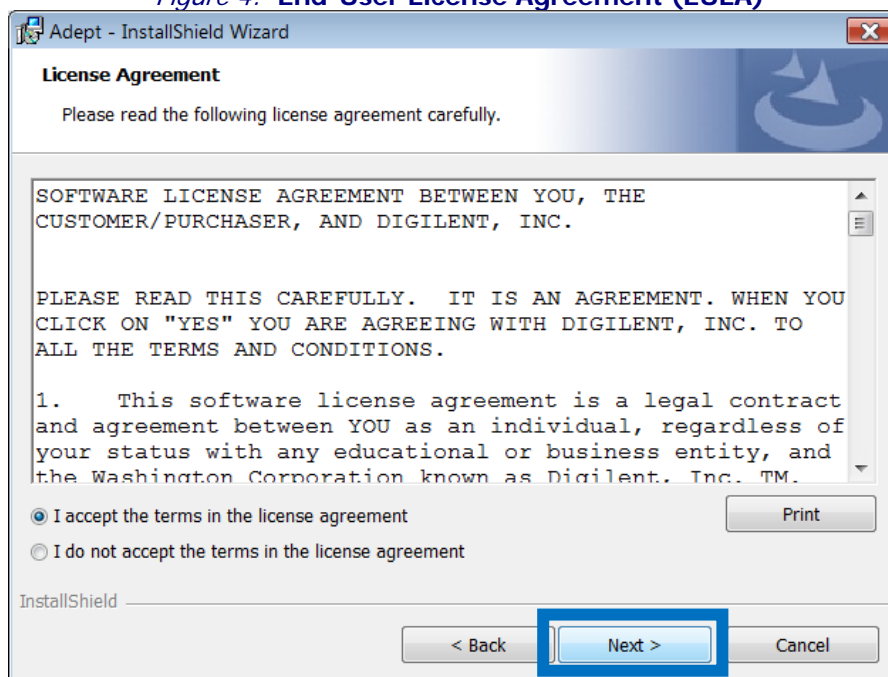 Figure 4. End-User License Agreement (EULA)
Adept - InstallShield Wizard
License Agreement
Please read the following license agreement carefully.
SOFTWARE LICENSE AGREEMENT BETWEEN YOU, THE
CUSTOMER/PURCHASER, AND DIGILENT, INC.
PLEASE READ THIS CAREFULLY.  IT IS AN AGREEMENT. WHEN YOU
CLICK ON "YES" YOU ARE AGREEING WITH DIGILENT, INC. TO
ALL THE TERMS AND CONDITIONS.
1.    This software license agreement is a legal contract
and agreement between YOU as an individual, regardless of
your status with any educational or business entity, and
the Washington Corporation known as Digilent, Inc. TM.
I accept the terms in the license agreement
Print
I do not accept the terms in the license agreement
InstallShield
< Back
Next >
Cancel